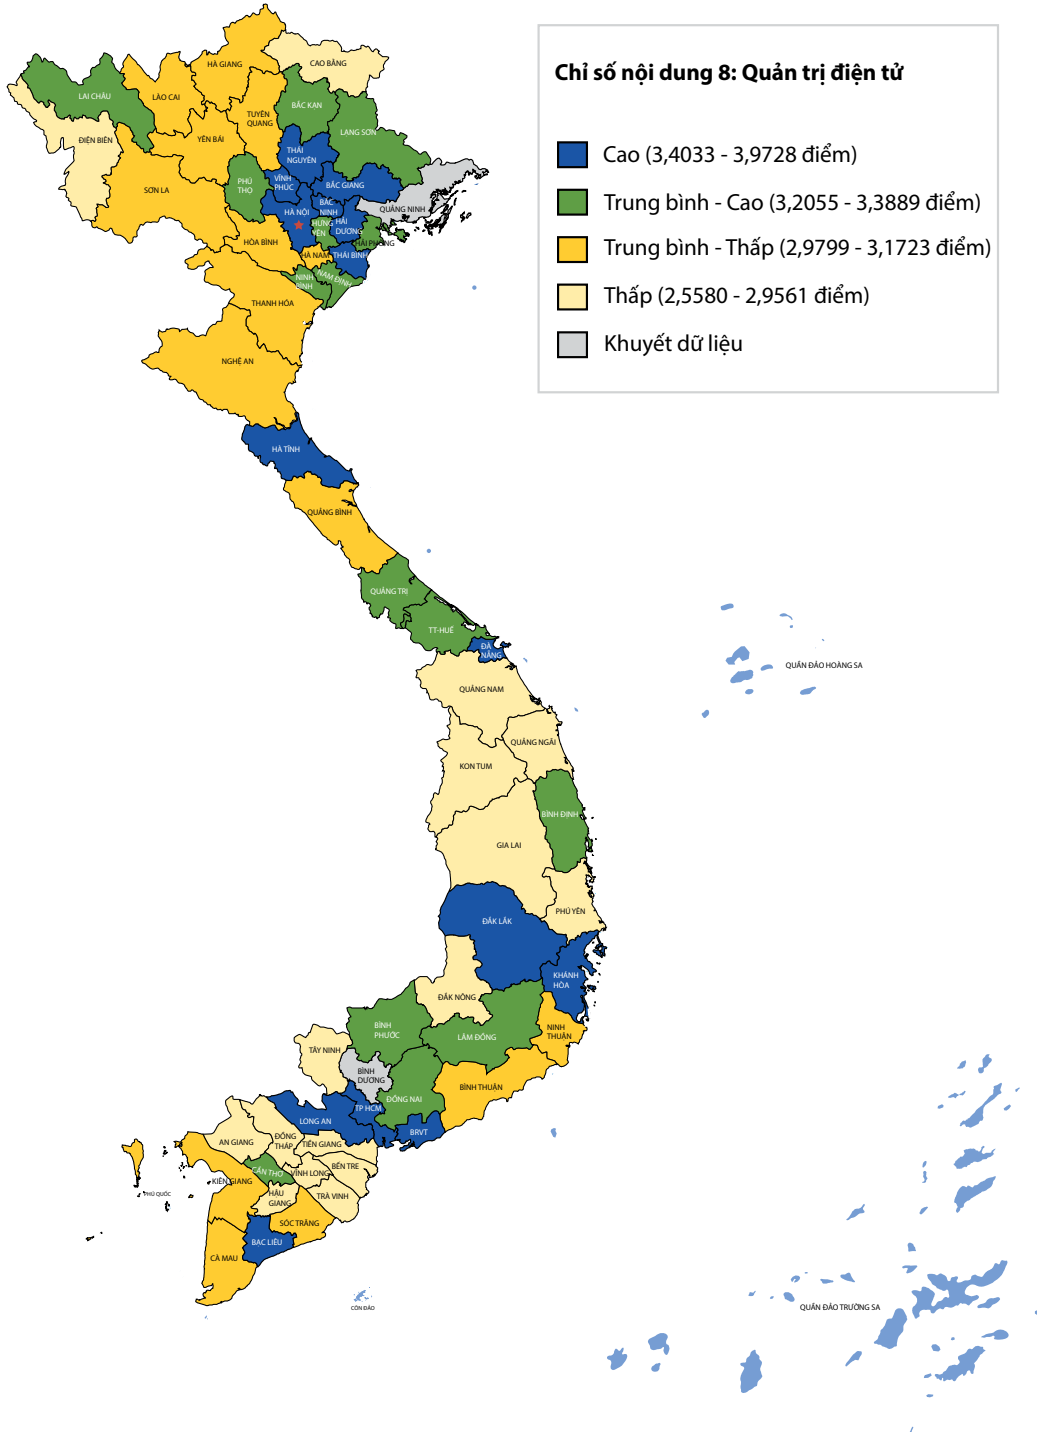 Chỉ số nội dung 8: Quản trị điện tử
Cao (3,4033 - 3,9728 điểm)
Trung bình - Cao (3,2055 - 3,3889 điểm)
Trung bình - Thấp (2,9799 - 3,1723 điểm)
Thấp (2,5580 - 2,9561 điểm)
Khuyết dữ liệu
HÀ GIANG
CAO BẰNG
LAI CHÂU
LÀO CAI
BẮC KẠN
TUYÊN
QUANG
LẠNG SƠN
ĐIỆN BIÊN
YÊN BÁI
THÁI
NGUYÊN
SƠN LA
PHÚ
THỌ
VĨNH
PHÚC
BẮC GIANG
QUẢNG NINH
HÀ NỘI
BẮC
NINH
HƯNG
YÊN
HẢI
DƯƠNG
HẢI PHÒNG
HÒA BÌNH
HÀ NAM
THÁI BÌNH
NINH
BÌNH
NAM ĐỊNH
THANH HÓA
NGHỆ AN
HÀ TĨNH
QUẢNG BÌNH
QUẢNG TRỊ
TT-HUẾ
ĐÀ
NẴNG
QUẦN ĐẢO HOÀNG SA
QUẢNG NAM
QUẢNG NGÃI
KON TUM
BÌNH ĐỊNH
GIA LAI
PHÚ YÊN
ĐẮK LẮK
KHÁNH
HÒA
ĐẮK NÔNG
BÌNH
PHƯỚC
LÂM ĐỒNG
NINH
THUẬN
TÂY NINH
BÌNH
DƯƠNG
BÌNH THUẬN
ĐỒNG NAI
TP HCM
LONG AN
BRVT
AN GIANG
ĐỒNG
THÁP
TIỀN GIANG
CẦN THƠ
VĨNH LONG
BẾN TRE
KIÊN GIANG
PHÚ QUỐC
HẬU
GIANG
TRÀ VINH
SÓC TRĂNG
BẠC LIÊU
CÀ MAU
CÔN ĐẢO
QUẦN ĐẢO TRƯỜNG SA